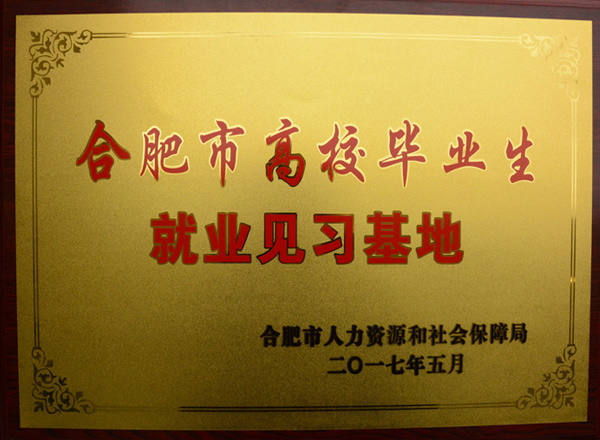 合肥市高校毕业生
就业见习基地
合肥市人力资源和社会保障局
二〇一七年五月